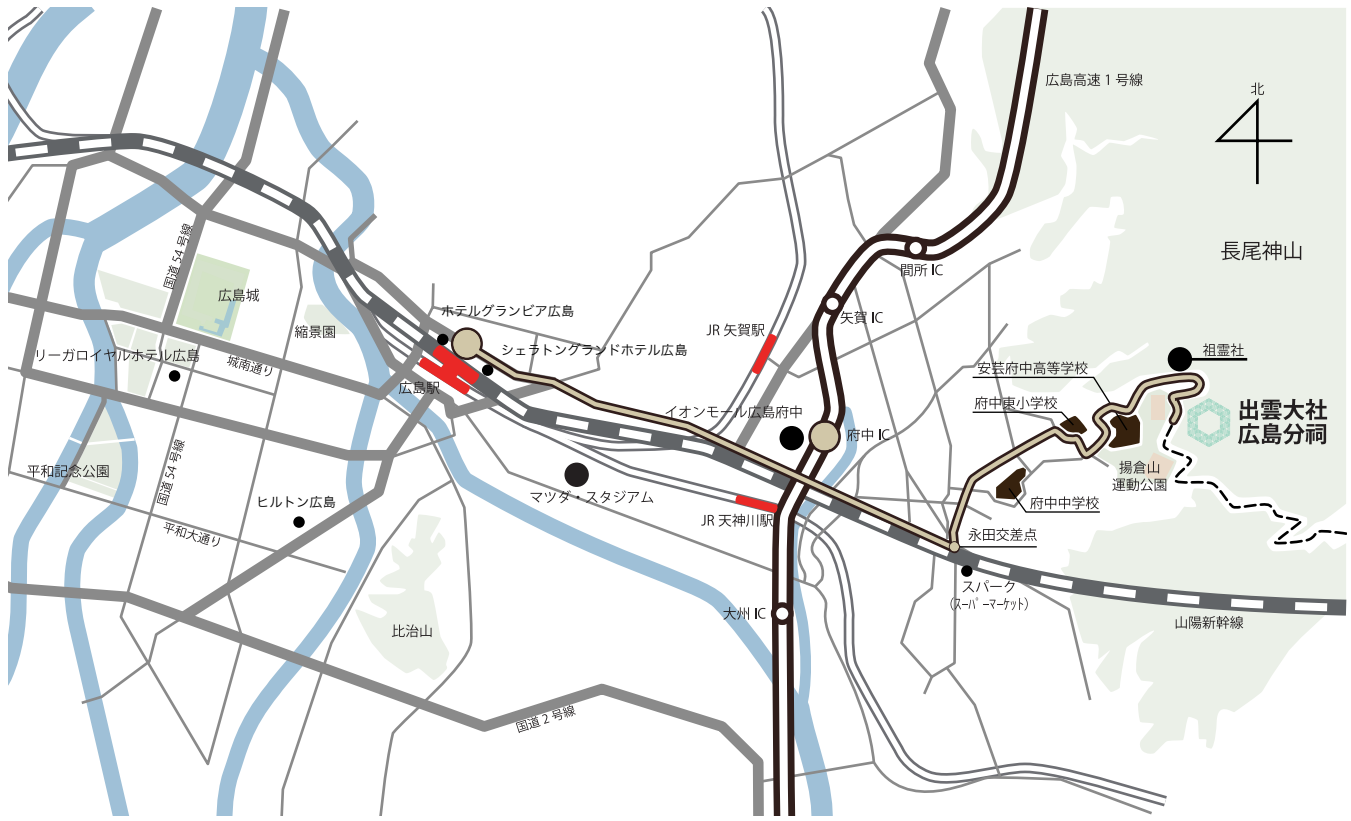 広島高速1号線
北
長尾神山
国道54号線
間所 IC
広島城
矢賀 IC
ホテルグランビア広島
縮景園
JR 矢賀駅
シェラトングランドホテル広島
リーガロイヤルホテル広島
祖霊社
城南通り
安芸府中高等学校
広島駅
府中東小学校
イオンモール広島府中
出雲大社
広島分祠
府中 IC
国道54号線
平和記念公園
揚倉山
運動公園
マツダ・スタジアム
ヒルトン広島
府中中学校
JR 天神川駅
平和大通り
永田交差点
スパーク
(スーパーマーケット)
大州 IC
比治山
山陽新幹線
国道2号線